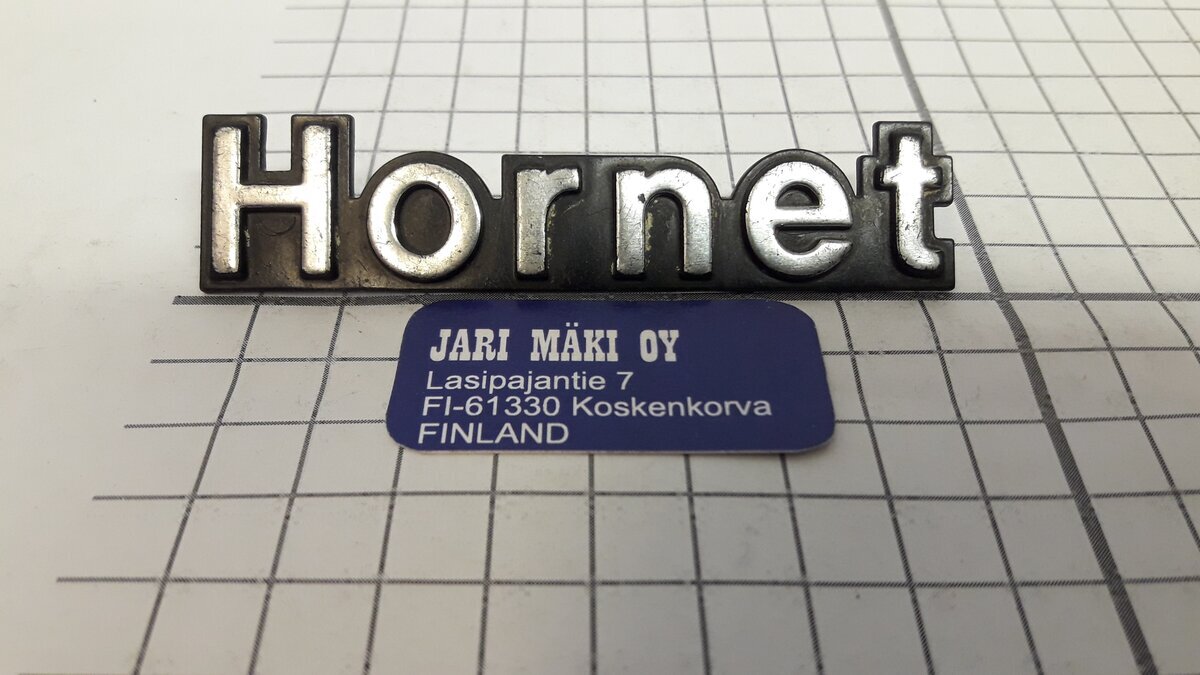 Hornet
JARI MÄKI OY
Lasipajantie 7
FI-61330 Koskenkorva
FINLAND